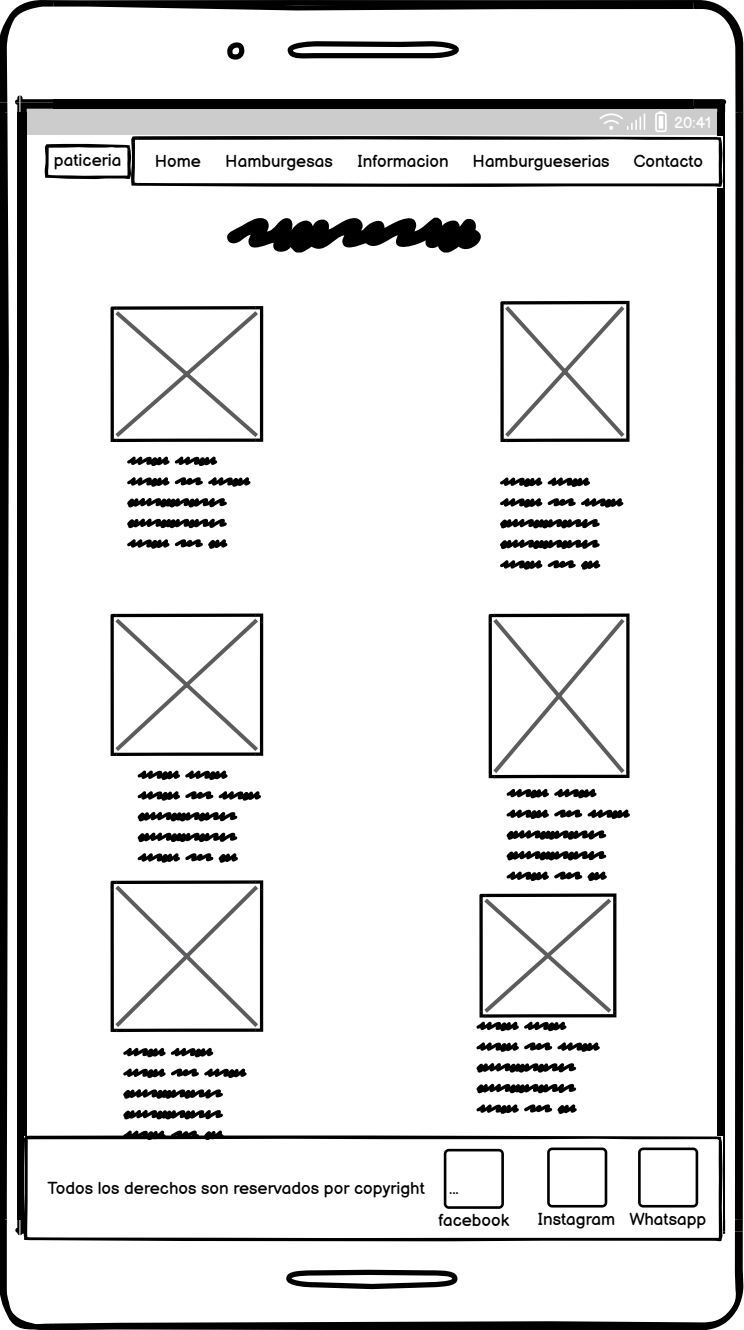 20:41
paticeria Home Hamburgesas Informacion Hamburgueserias Contacto
Todos los derechos son reservados por copyright
...
facebook Instagram Whatsapp